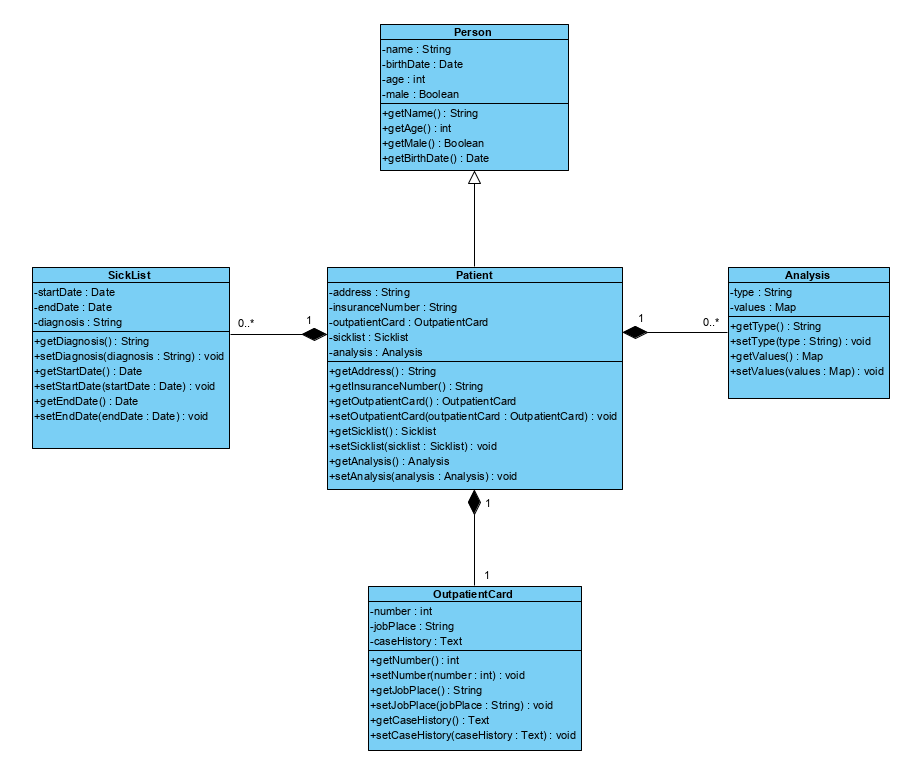 Person
-name : String
-birthDate : Date
-age : int
-male : Boolean
+getName() : String
+getAge() : int
+getMale() : Boolean
+getBirthDate() : Date
SickList
-startDate : Date
-endDate : Date
-diagnosis : String
+getDiagnosis() : String
+setDiagnosis(diagnosis : String) : void
+getStartDate() : Date
+setStartDate(startDate : Date) : void
+getEndDate() : Date
+setEndDate(endDate : Date) : void
0..*
1
Patient
-address : String
-insuranceNumber : String
-outpatientCard : OutpatientCard
-sicklist : Sicklist
-analysis : Analysis
+getAddress() : String
+getInsuranceNumber() : String
+getOutpatientCard() : OutpatientCard
+setOutpatientCard(outpatientCard : OutpatientCard) : void
+getSicklist() : Sicklist
+setSicklist(sicklist : Sicklist) : void
+getAnalysis() : Analysis
+setAnalysis(analysis : Analysis) : void
1
0..*
Analysis
-type : String
-values : Map
+getType() : String
+setType(type : String) : void
+getValues() : Map
+setValues(values : Map) : void
1
1
OutpatientCard
-number : int
-jobPlace : String
-caseHistory : Text
+getNumber() : int
+setNumber(number : int) : void
+getJobPlace() : String
+setJobPlace(jobPlace : String) : void
+getCaseHistory() : Text
+setCaseHistory(caseHistory : Text) : void